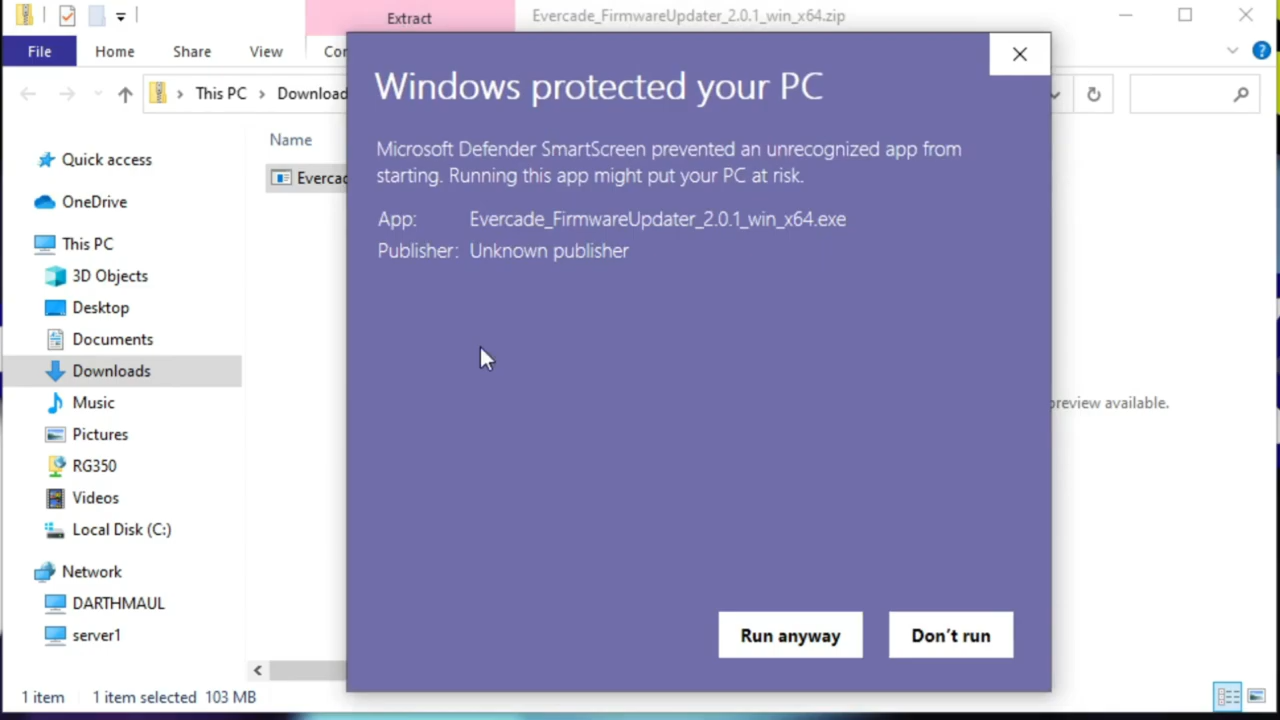 Extract
Evercade_FirmwareUpdater_2.0.1_win_x64.zip
File
Home
Share
View
Cor
This PC
Download
Windows protected your PC
Microsoft Defender SmartScreen prevented an unrecognized app from
starting. Running this app might put your PC at risk.
App: Evercade_FirmwareUpdater_2.0.1_win_x64.exe
Publisher: Unknown publisher
Run anyway
Don't run
Name
Evercad
preview available.
Quick access
OneDrive
This PC
3D Objects
Desktop
Documents
Downloads
Music
Pictures
RG350
Videos
Local Disk (C:)
Network
DARTHMAUL
server1
1 item 1 item selected 103 MB